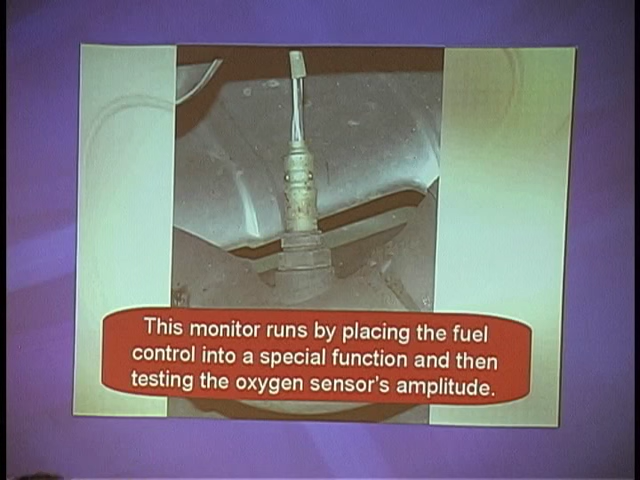 This monitor runs by placing the fuel
control into a special function and then
testing the oxygen sensor's amplitude.